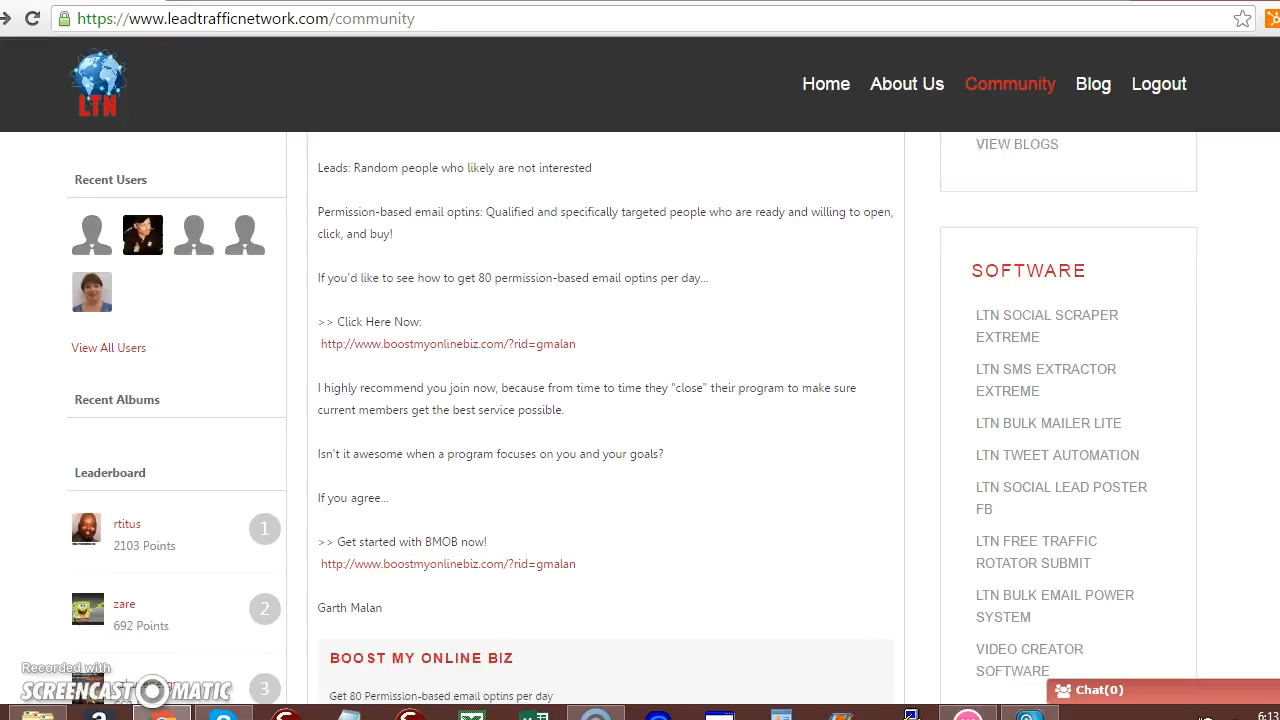 https://www.leadtrafficnetwork.com/community
LTN
Home About Us Community Blog Logout
Recent Users
View All Users
Recent Albums
Leaderboard
rtitus
2103 Points
1
zare
692 Points
2
3
Leads: Random people who likely are not interested
Permission-based email optins: Qualified and specifically targeted people who are ready and willing to open,
click, and buy!
If you'd like to see how to get 80 permission-based email optins per day...
>> Click Here Now:
http://www.boostmyonlinebiz.com/?rid=gmalan
I highly recommend you join now, because from time to time they "close" their program to make sure
current members get the best service possible.
Isn't it awesome when a program focuses on you and your goals?
If you agree...
>> Get started with BMOB now!
http://www.boostmyonlinebiz.com/?rid=gmalan
Garth Malan
BOOST MY ONLINE BIZ
Get 80 Permission-based email optins per day
VIEW BLOGS
SOFTWARE
LTN SOCIAL SCRAPER
EXTREME
LTN SMS EXTRACTOR
EXTREME
LTN BULK MAILER LITE
LTN TWEET AUTOMATION
LTN SOCIAL LEAD POSTER
FB
LTN FREE TRAFFIC
ROTATOR SUBMIT
LTN BULK EMAIL POWER
SYSTEM
VIDEO CREATOR
SOFTWARE
Chat(0)
Recorded with
SCREENCAST-O-MATIC
6:13